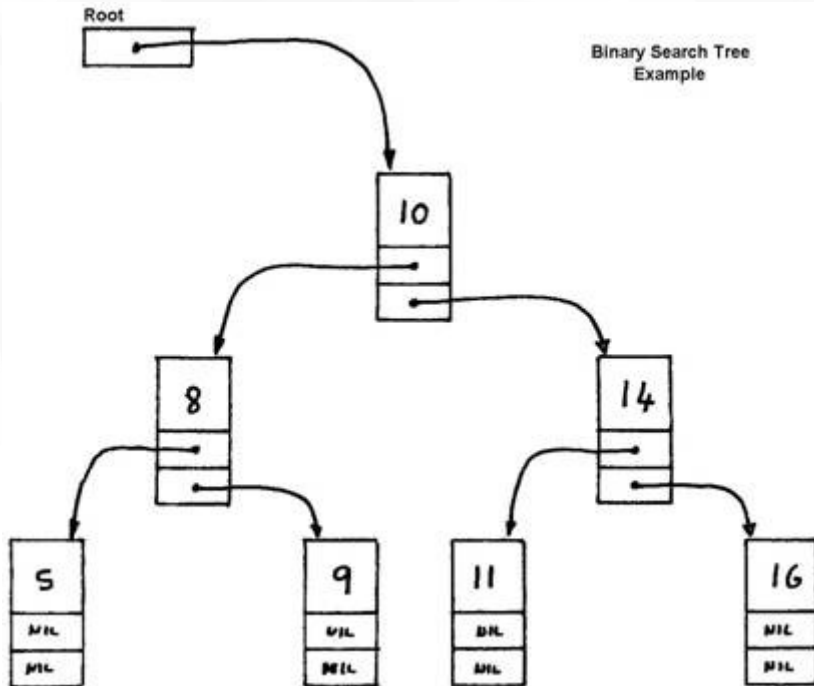 Root
Binary Search Tree
Example
10
8
14
5
9
11
16
NIL
NIL
NIL
NIL
NIL
NIL
NIL
NIL